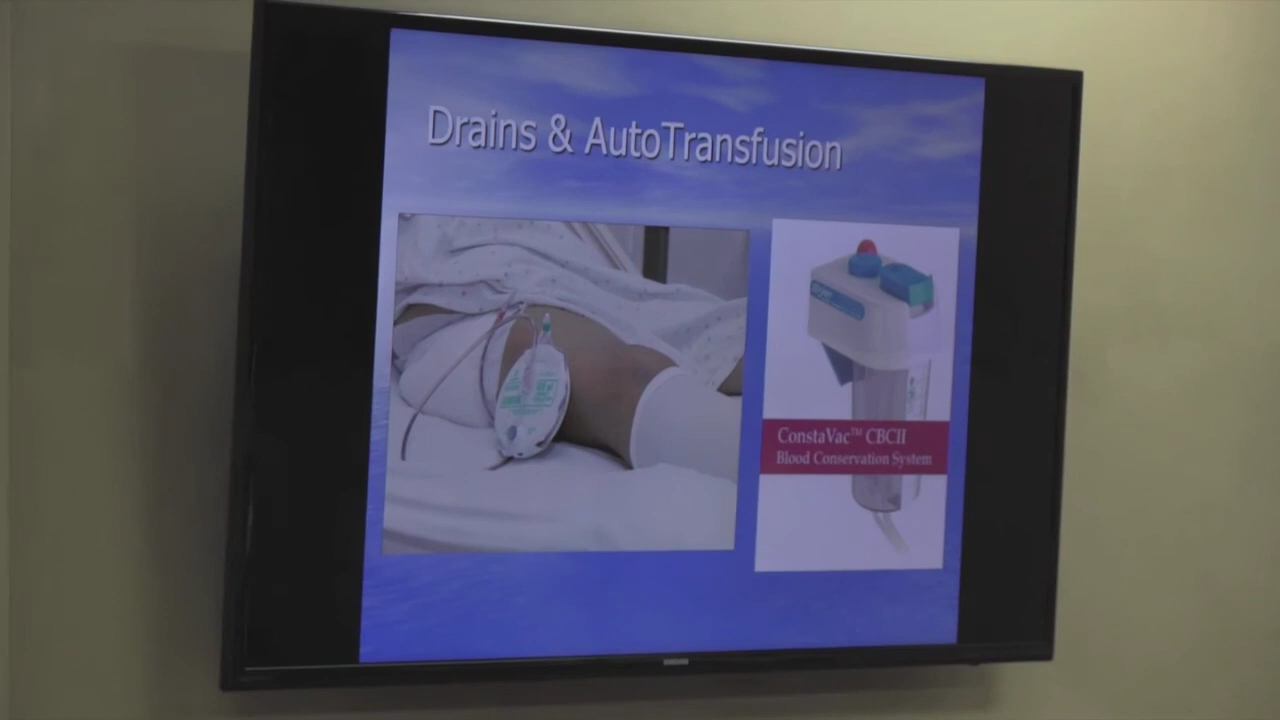 Drains & AutoTransfusion
ConstaVac™ CBCII
Blood Conservation System